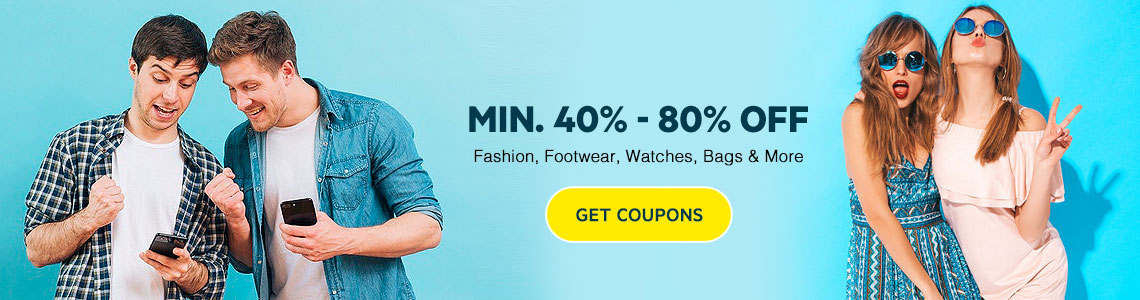 MIN. 40% - 80% OFF
Fashion, Footwear, Watches, Bags & More
GET COUPONS